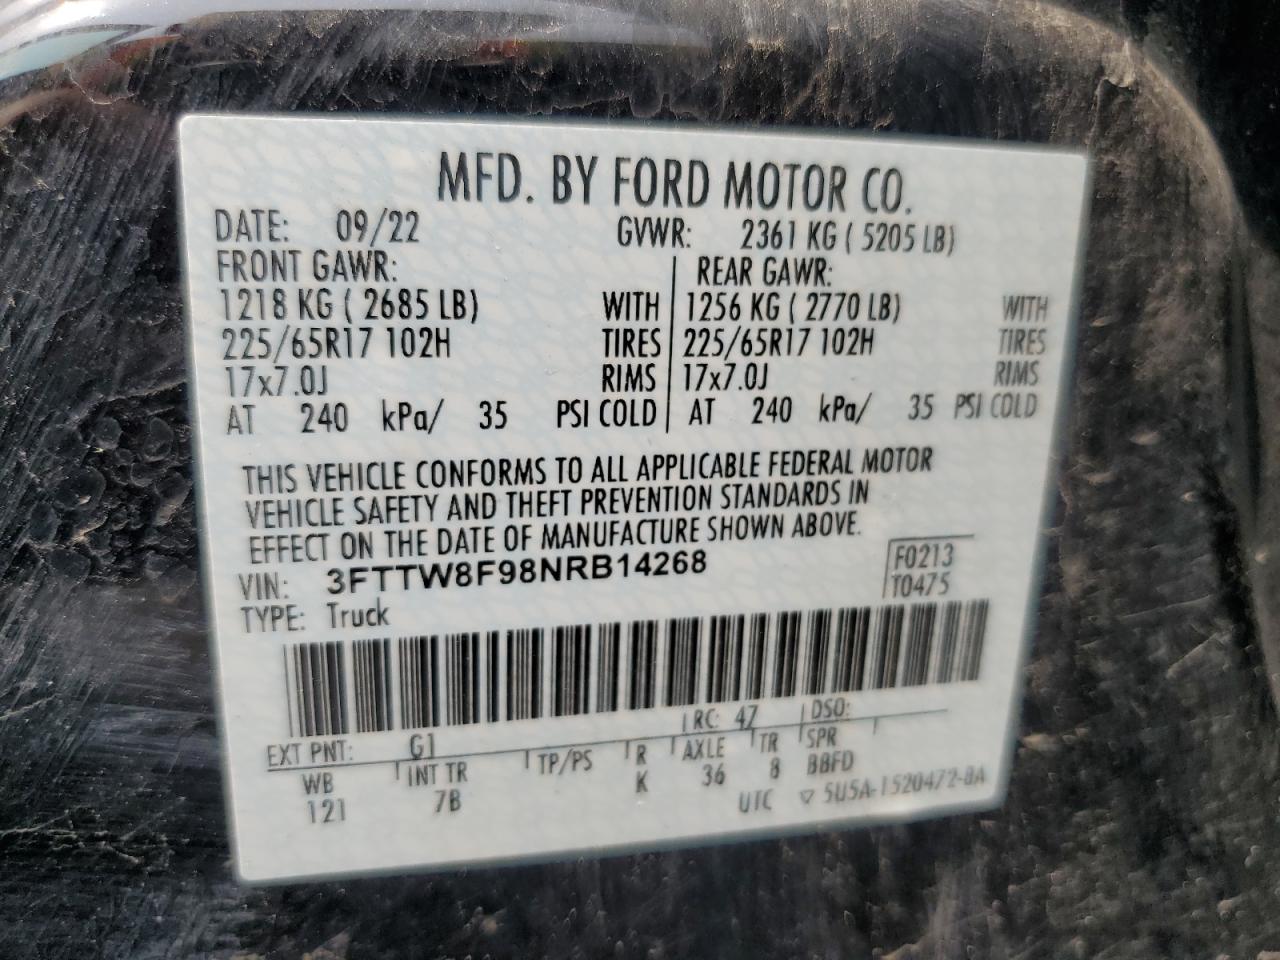 MFD. BY FORD MOTOR CO.
DATE: 09/22 GVWR: 2361 KG ( 5205 LB)
FRONT GAWR: REAR GAWR:
1218 KG ( 2685 LB) WITH 1256 KG ( 2770 LB) WITH
225/65R17 102H TIRES 225/65R17 102H TIRES
17x7.0J RIMS 17x7.0J RIMS
AT 240 kPa/ 35 PSI COLD AT 240 kPa/ 35 PSI COLD
THIS VEHICLE CONFORMS TO ALL APPLICABLE FEDERAL MOTOR
VEHICLE SAFETY AND THEFT PREVENTION STANDARDS IN
EFFECT ON THE DATE OF MANUFACTURE SHOWN ABOVE.
VIN: 3FTTW8F98NRB14268 F0213
TYPE: Truck T0475
EXT PNT: G1 RC: 47 DSO:
WB INT TR TP/PS R AXLE TR SPR
121 7B K 36 8 BBFD
UTC ▽ 5U5A-1520472-BA